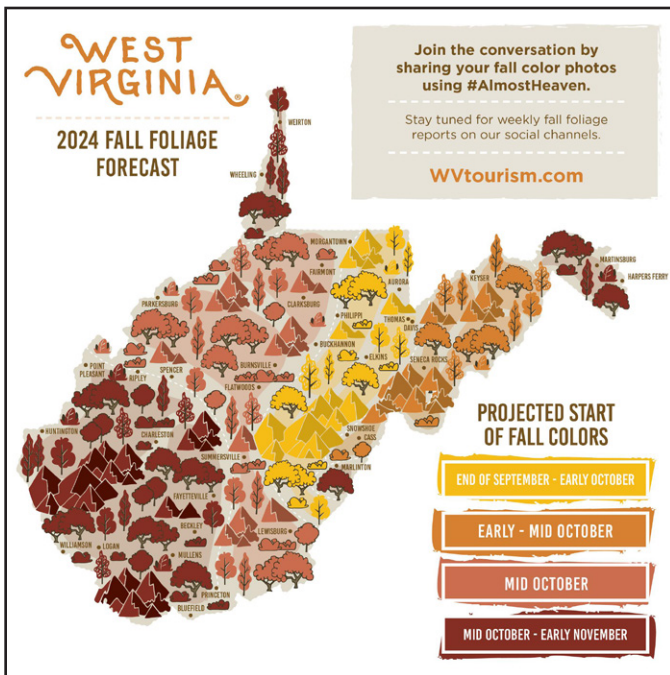 WEST
VIRGINIA®
2024 FALL FOLIAGE
FORECAST
Join the conversation by
sharing your fall color photos
using #AlmostHeaven.
Stay tuned for weekly fall foliage
reports on our social channels.
WVtourism.com
WEIRTON
WHEELING
MORGANTOWN
FAIRMONT
AURORA
KEYSER
MARTINSBURG
HARPERS FERRY
PARKERSBURG
CLARKSBURG
PHILIPPI
THOMAS
DAVIS
BUCKHANNON
ELKINS
SENECA ROCKS
POINT
PLEASANT
RIPLEY
SPENCER
BURNSVILLE
FLATWOODS
HUNTINGTON
CHARLESTON
SUMMERSVILLE
SNOWSHOE
CASS
MARLINTON
FAYETTEVILLE
BECKLEY
LEWISBURG
WILLIAMSON
LOGAN
MULLENS
PRINCETON
BLUEFIELD
PROJECTED START
OF FALL COLORS
END OF SEPTEMBER - EARLY OCTOBER
EARLY - MID OCTOBER
MID OCTOBER
MID OCTOBER - EARLY NOVEMBER